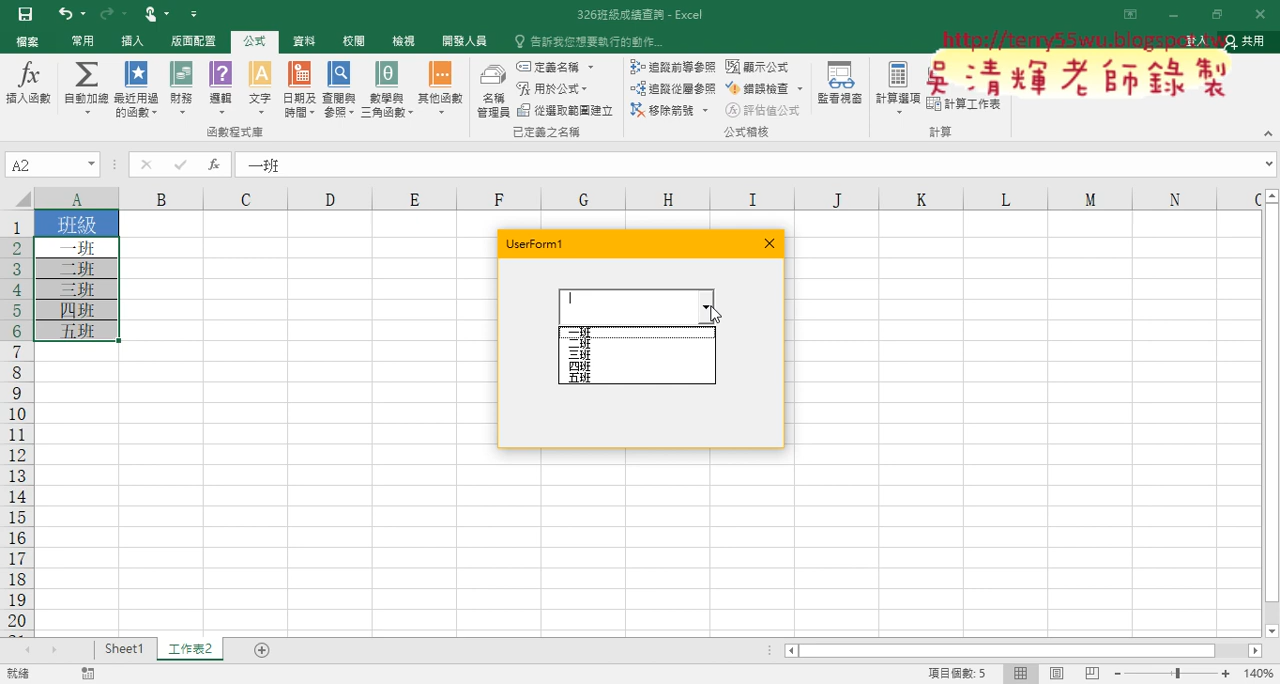 326班級成績查詢 - Excel
檔案 常用 插入 版面配置 公式 資料 校閱 檢視 開發人員 告訴我您想要執行的動作... 登入 共用
http://terry55wu.blogspot.tw
吳清輝老師錄製
fx Σ ? A θ
插入函數 自動加總 最近用過的函數 財務 邏輯 文字 日期及時間 查閱與參照 數學與三角函數 其他函數
函數程式庫
名稱管理員 定義名稱 用於公式 從選取範圍建立
已定義之名稱
追蹤前導參照 追蹤從屬參照 移除箭號 顯示公式 錯誤檢查 評估值公式
公式稽核
監看視窗
計算選項 計算工作表
計算
A2 fx 一班
A B C D E F G H I J K L M N
1 班級
2 一班
3 二班
4 三班
5 四班
6 五班
7
8
9
10
11
12
13
14
15
16
17
18
19
20
UserForm1
一班
二班
三班
四班
五班
Sheet1 工作表2
就緒 項目個數: 5 140%